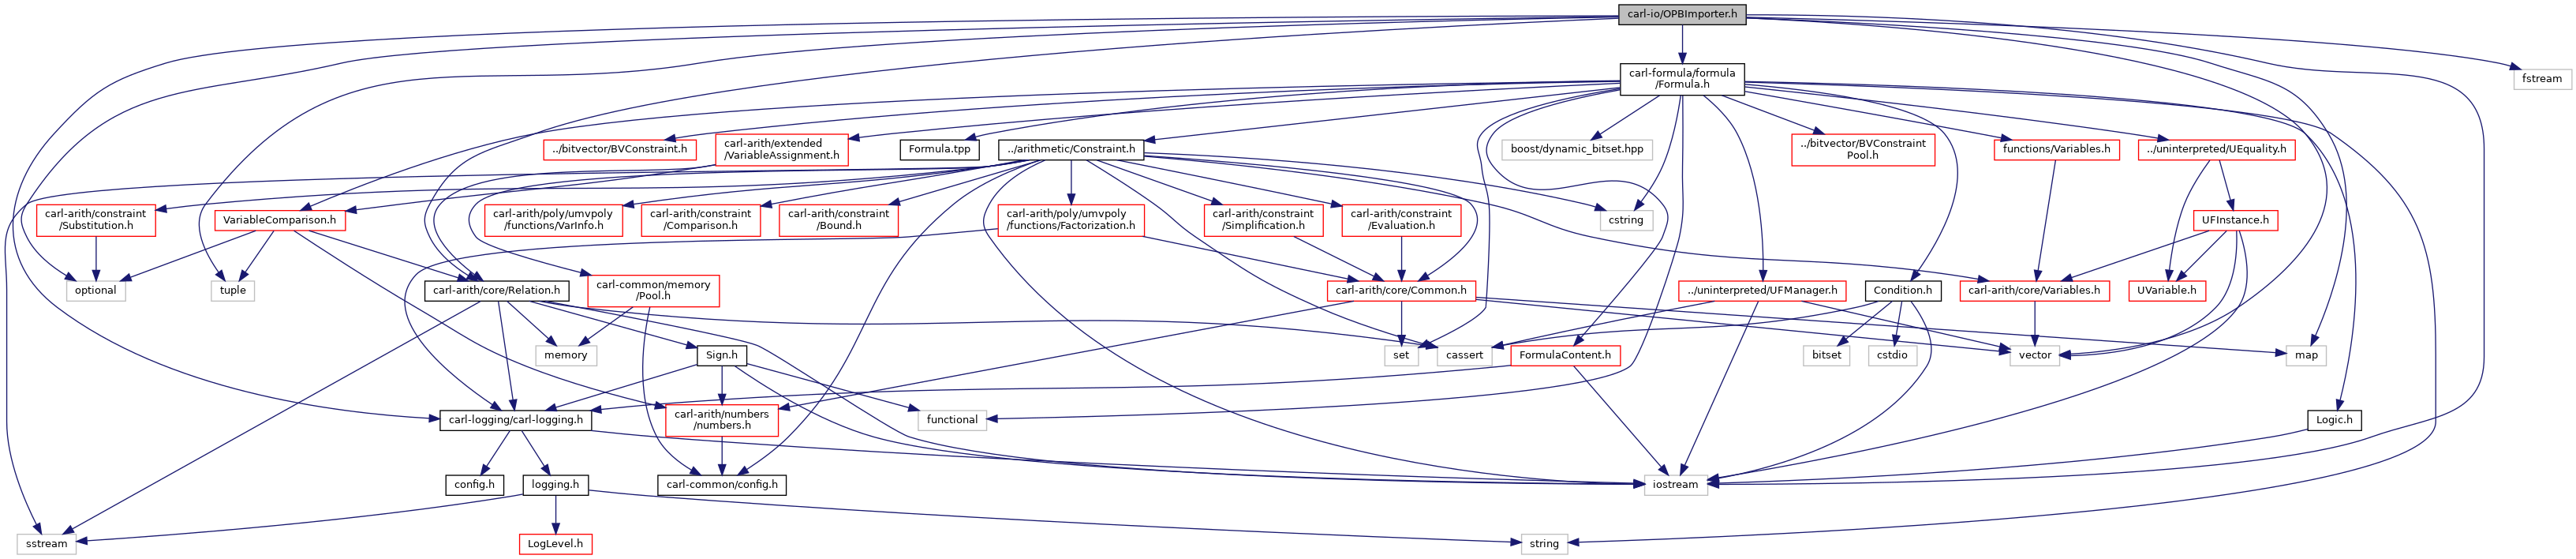 carl-io/OPBImporter.h
carl-formula/formula
/Formula.h
fstream
../bitvector/BVConstraint.h
carl-arith/extended
/VariableAssignment.h
Formula.tpp
../arithmetic/Constraint.h
boost/dynamic_bitset.hpp
../bitvector/BVConstraint
Pool.h
functions/Variables.h
../uninterpreted/UEquality.h
carl-arith/constraint
/Substitution.h
VariableComparison.h
carl-arith/poly/umvpoly
/functions/VarInfo.h
carl-arith/constraint
/Comparison.h
carl-arith/constraint
/Bound.h
carl-arith/poly/umvpoly
/functions/Factorization.h
carl-arith/constraint
/Simplification.h
carl-arith/constraint
/Evaluation.h
cstring
UFInstance.h
optional
tuple
carl-arith/core/Relation.h
carl-common/memory
/Pool.h
carl-arith/core/Common.h
../uninterpreted/UFManager.h
Condition.h
carl-arith/core/Variables.h
UVariable.h
memory
Sign.h
set
cassert
FormulaContent.h
bitset
cstdio
vector
map
carl-logging/carl-logging.h
carl-arith/numbers
/numbers.h
functional
Logic.h
config.h
logging.h
carl-common/config.h
iostream
sstream
LogLevel.h
string